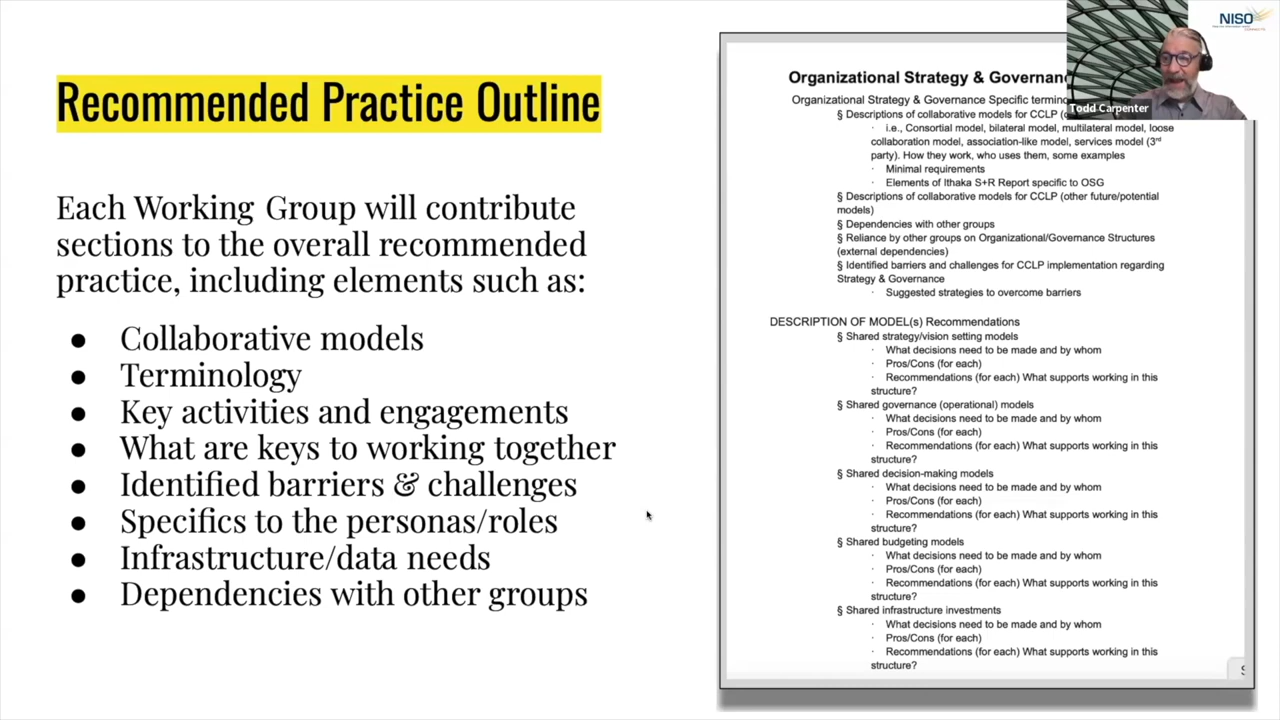 Recommended Practice Outline
Each Working Group will contribute
sections to the overall recommended
practice, including elements such as:
● Collaborative models
● Terminology
● Key activities and engagements
● What are keys to working together
● Identified barriers & challenges
● Specifics to the personas/roles
● Infrastructure/data needs
● Dependencies with other groups
Organizational Strategy &
Organizational Strategy & Governance Specific
§ Descriptions of collaborative models for CCLP
· i.e., Consortial model, bilateral model, multilateral model, loose
collaboration model, association-like model, services model (3rd
party). How they work, who uses them, some examples
· Minimal requirements
· Elements of Ithaka S+R Report specific to OSG
§ Descriptions of collaborative models for CCLP (other future/potential
models)
§ Dependencies with other groups
§ Reliance by other groups on Organizational/Governance Structures
(external dependencies)
§ Identified barriers and challenges for CCLP implementation regarding
Strategy & Governance
· Suggested strategies to overcome barriers
DESCRIPTION OF MODEL(s) Recommendations
§ Shared strategy/vision setting models
· What decisions need to be made and by whom
· Pros/Cons (for each)
· Recommendations (for each) What supports working in this
structure?
§ Shared governance (operational) models
· What decisions need to be made and by whom
· Pros/Cons (for each)
· Recommendations (for each) What supports working in this
structure?
§ Shared decision-making models
· What decisions need to be made and by whom
· Pros/Cons (for each)
· Recommendations (for each) What supports working in this
structure?
§ Shared budgeting models
· What decisions need to be made and by whom
· Pros/Cons (for each)
· Recommendations (for each) What supports working in this
structure?
§ Shared infrastructure investments
· What decisions need to be made and by whom
· Pros/Cons (for each)
· Recommendations (for each) What supports working in this
structure?
NISO
Todd Carpenter